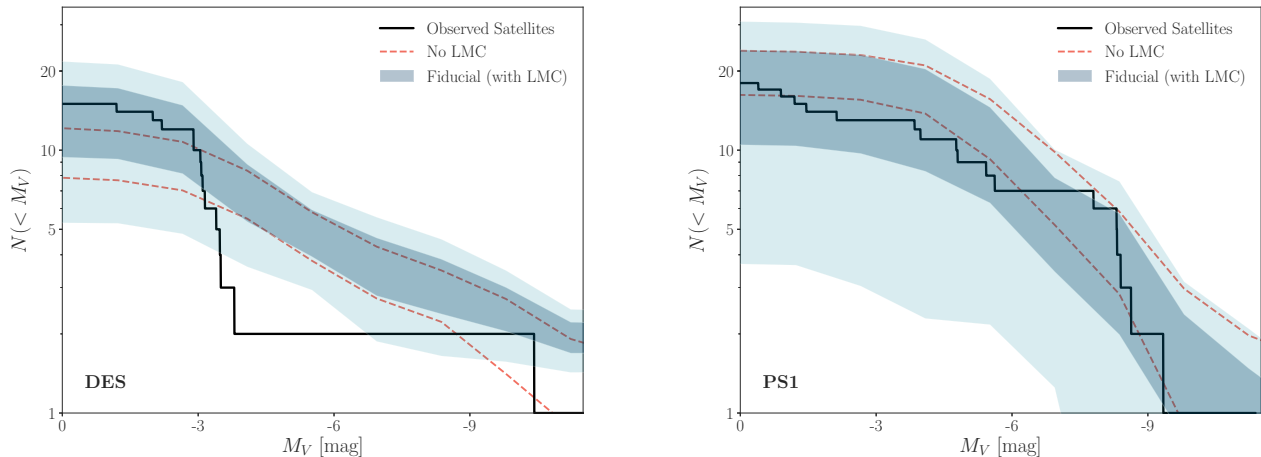 Observed Satellites
No LMC
Fiducial (with LMC)
20
10
5
1
N(< M_V)
DES
0
-3
-6
-9
M_V [mag]
Observed Satellites
No LMC
Fiducial (with LMC)
20
10
5
1
N(< M_V)
PS1
0
-3
-6
-9
M_V [mag]